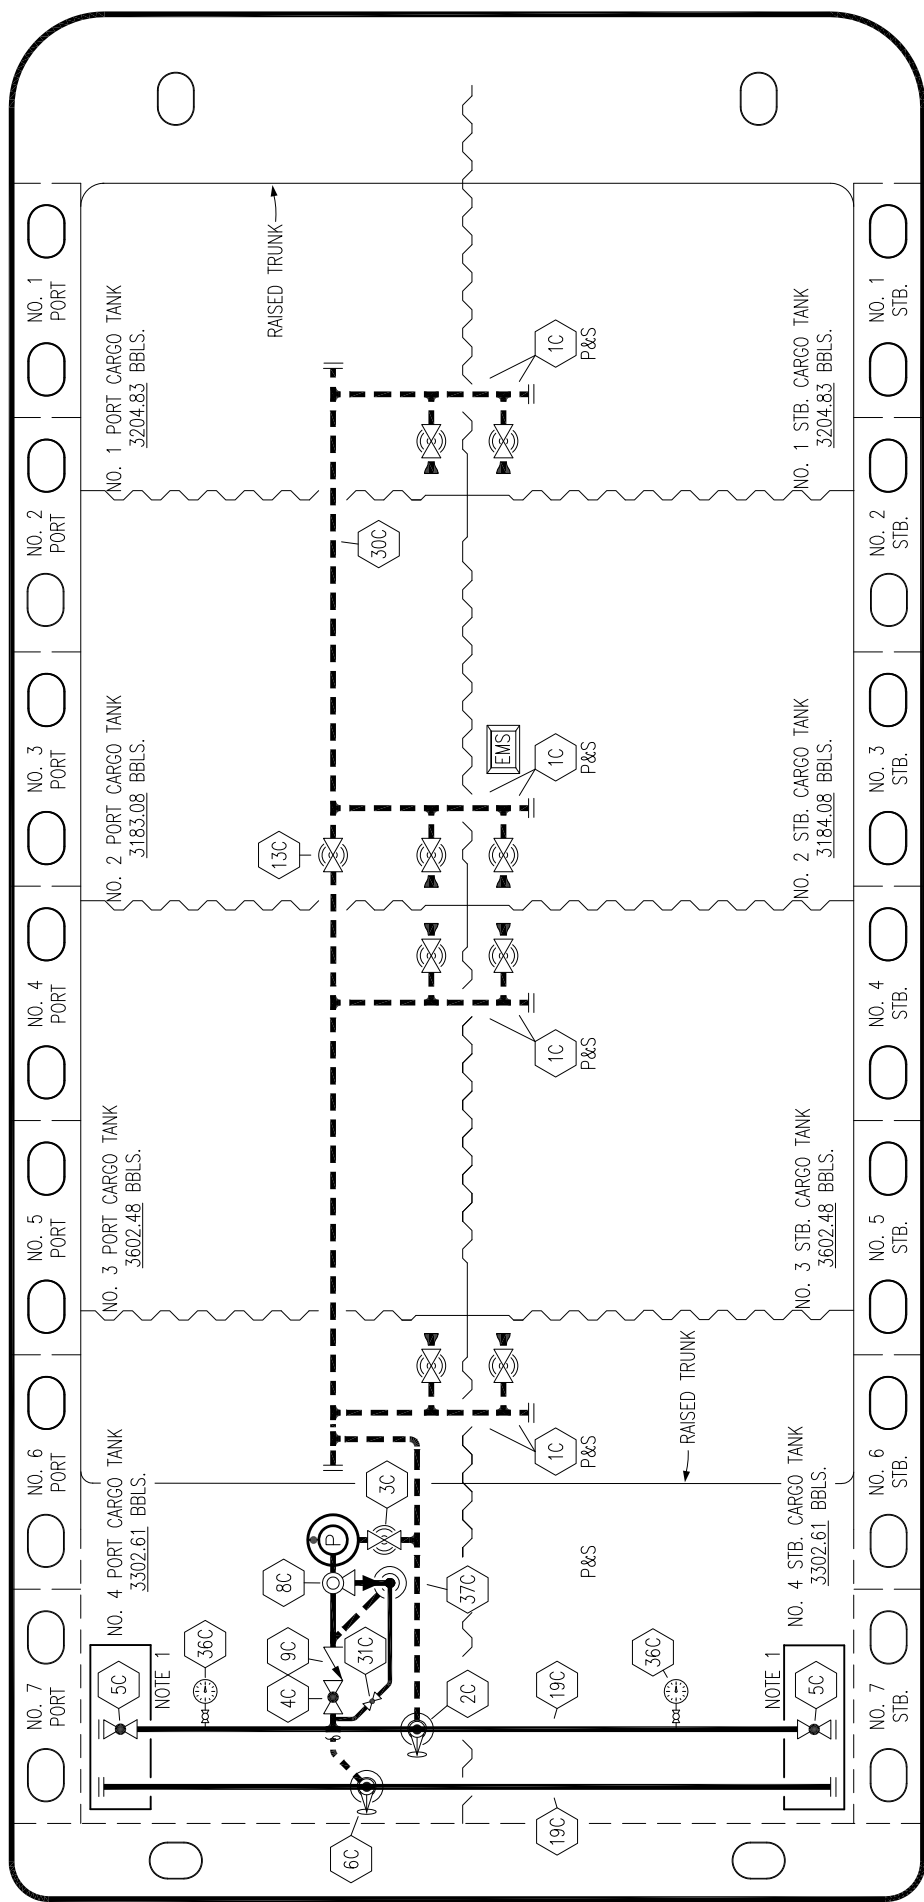 NO. 1
PORT
NO. 2
PORT
NO. 3
PORT
NO. 4
PORT
NO. 5
PORT
NO. 6
PORT
NO. 7
PORT
NO. 1 PORT CARGO TANK
3204.83 BBLS.
NO. 2 PORT CARGO TANK
3183.08 BBLS.
NO. 3 PORT CARGO TANK
3602.48 BBLS.
NO. 4 PORT CARGO TANK
3302.61 BBLS.
RAISED TRUNK
30C
13C
1C
P&S
EMS
1C
P&S
1C
P&S
1C
P&S
3C
P
8C
37C
P&S
9C
31C
4C
36C
5C
NOTE 1
2C
19C
36C
NOTE 1
5C
6C
19C
RAISED TRUNK
NO. 1 STB. CARGO TANK
3204.83 BBLS.
NO. 2 STB. CARGO TANK
3184.08 BBLS.
NO. 3 STB. CARGO TANK
3602.48 BBLS.
NO. 4 STB. CARGO TANK
3302.61 BBLS.
NO. 1
STB.
NO. 2
STB.
NO. 3
STB.
NO. 4
STB.
NO. 5
STB.
NO. 6
STB.
NO. 7
STB.